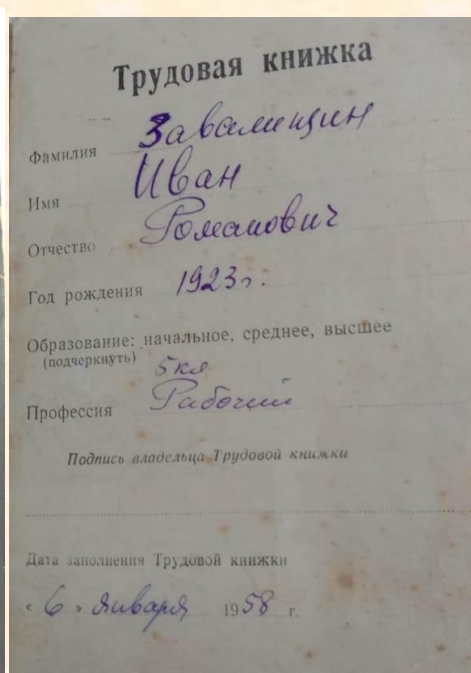 Трудовая книжка
Фамилия Завалищин
Имя Иван
Отчество Романович
Год рождения 1923 г.
Образование: начальное, среднее, высшее
(подчеркнуть) 5 кл
Профессия Рабочий
Подпись владельца Трудовой книжки
Дата заполнения Трудовой книжки
« 6 » Января 1958 г.